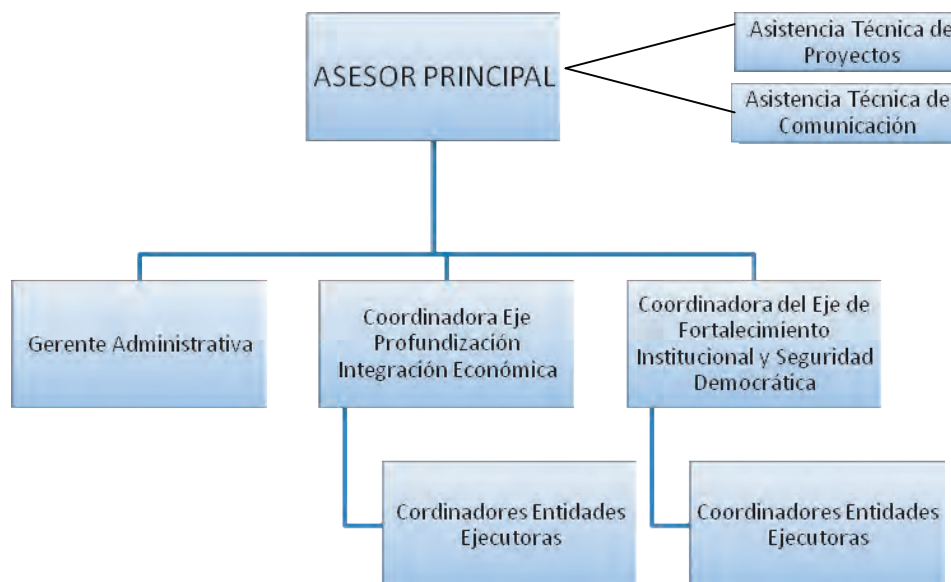 ASESOR PRINCIPAL
Asistencia Técnica de
Proyectos
Asistencia Técnica de
Comunicación
Gerente Administrativa
Coordinadora Eje
Profundización
Integración Económica
Coordinadora del Eje de
Fortalecimiento
Institucional y Seguridad
Democrática
Cordinadores Entidades
Ejecutoras
Coordinadores Entidades
Ejecutoras